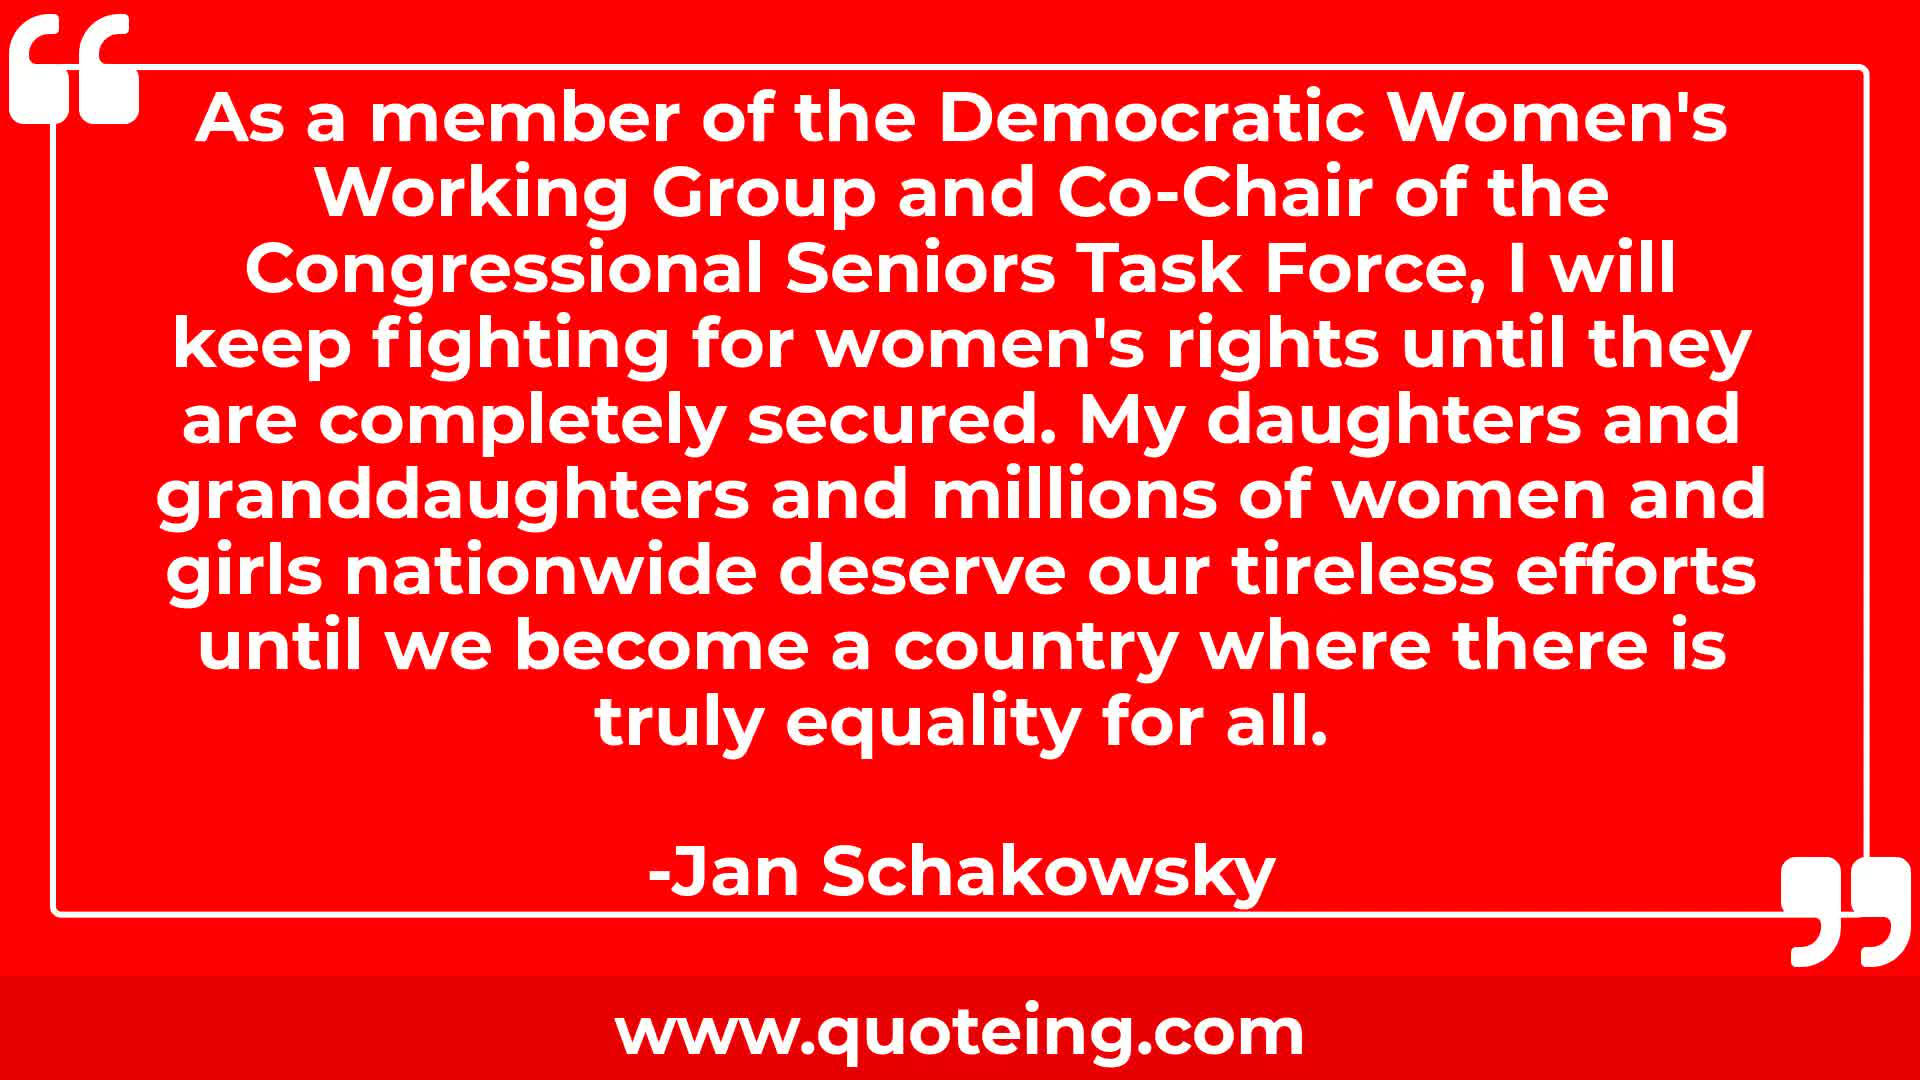 As a member of the Democratic Women's
Working Group and Co-Chair of the
Congressional Seniors Task Force, I will
keep fighting for women's rights until they
are completely secured. My daughters and
granddaughters and millions of women and
girls nationwide deserve our tireless efforts
until we become a country where there is
truly equality for all.
-Jan Schakowsky
www.quoteing.com